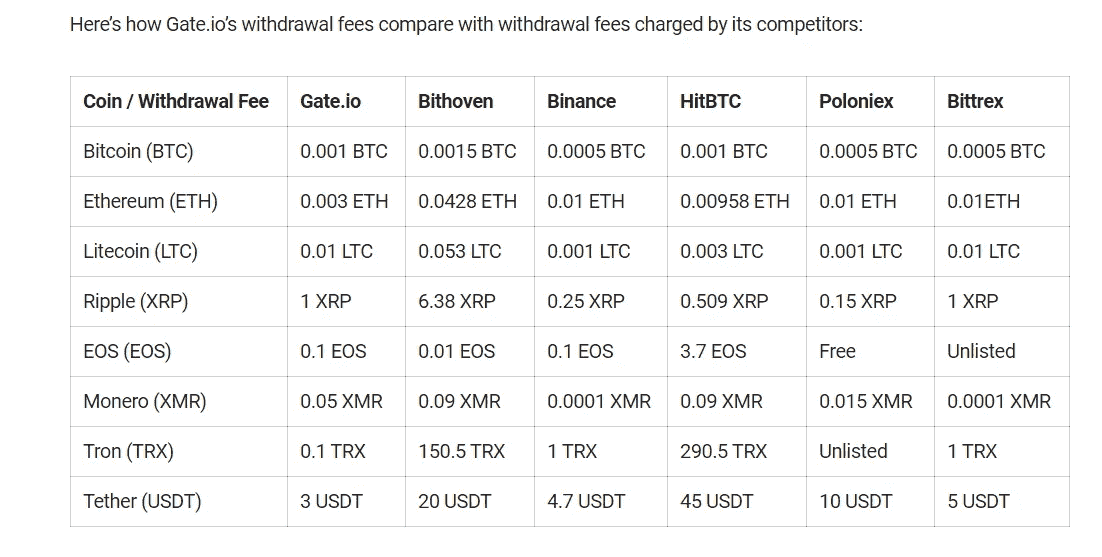 Here's how Gate.io's withdrawal fees compare with withdrawal fees charged by its competitors:
Coin / Withdrawal Fee Gate.io Bithoven Binance HitBTC Poloniex Bittrex
Bitcoin (BTC) 0.001 BTC 0.0015 BTC 0.0005 BTC 0.001 BTC 0.0005 BTC 0.0005 BTC
Ethereum (ETH) 0.003 ETH 0.0428 ETH 0.01 ETH 0.00958 ETH 0.01 ETH 0.01ETH
Litecoin (LTC) 0.01 LTC 0.053 LTC 0.001 LTC 0.003 LTC 0.001 LTC 0.01 LTC
Ripple (XRP) 1 XRP 6.38 XRP 0.25 XRP 0.509 XRP 0.15 XRP 1 XRP
EOS (EOS) 0.1 EOS 0.01 EOS 0.1 EOS 3.7 EOS Free Unlisted
Monero (XMR) 0.05 XMR 0.09 XMR 0.0001 XMR 0.09 XMR 0.015 XMR 0.0001 XMR
Tron (TRX) 0.1 TRX 150.5 TRX 1 TRX 290.5 TRX Unlisted 1 TRX
Tether (USDT) 3 USDT 20 USDT 4.7 USDT 45 USDT 10 USDT 5 USDT